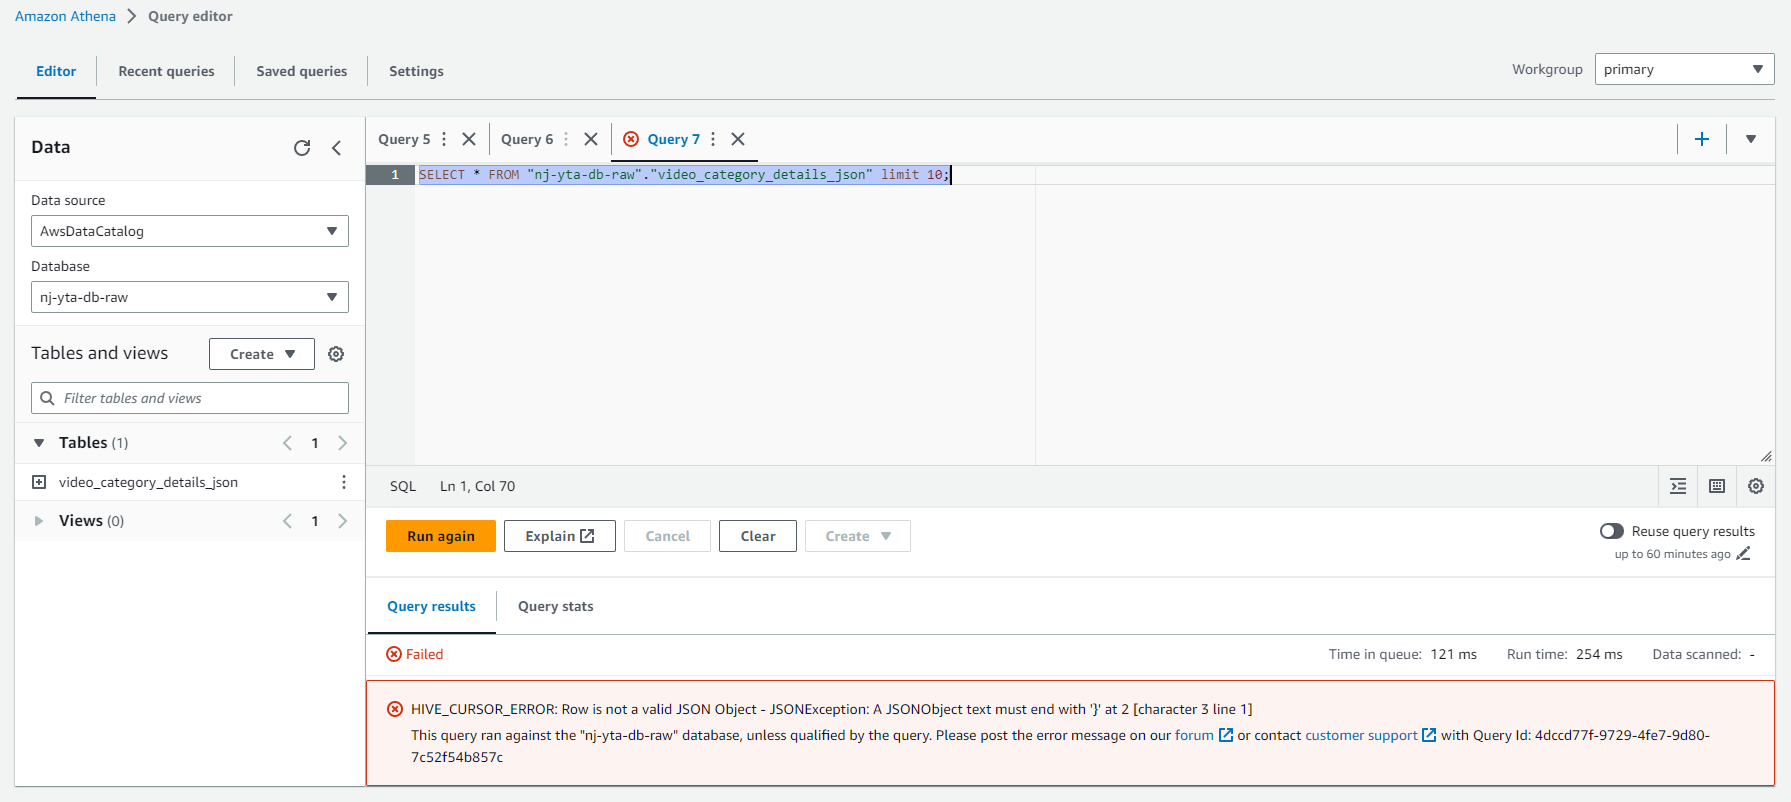 Amazon Athena > Query editor
Editor Recent queries Saved queries Settings
Workgroup primary
Data
Data source
AwsDataCatalog
Database
nj-yta-db-raw
Tables and views Create
Filter tables and views
Tables (1) < 1 >
video_category_details_json
Views (0) < 1 >
Query 5 Query 6 Query 7
1 SELECT * FROM "nj-yta-db-raw"."video_category_details_json" limit 10;
SQL Ln 1, Col 70
Run again Explain Cancel Clear Create
Reuse query results
up to 60 minutes ago
Query results Query stats
Failed
Time in queue: 121 ms Run time: 254 ms Data scanned: -
HIVE_CURSOR_ERROR: Row is not a valid JSON Object - JSONException: A JSONObject text must end with '}' at 2 [character 3 line 1]
This query ran against the "nj-yta-db-raw" database, unless qualified by the query. Please post the error message on our forum or contact customer support with Query Id: 4dccd77f-9729-4fe7-9d80-
7c52f54b857c